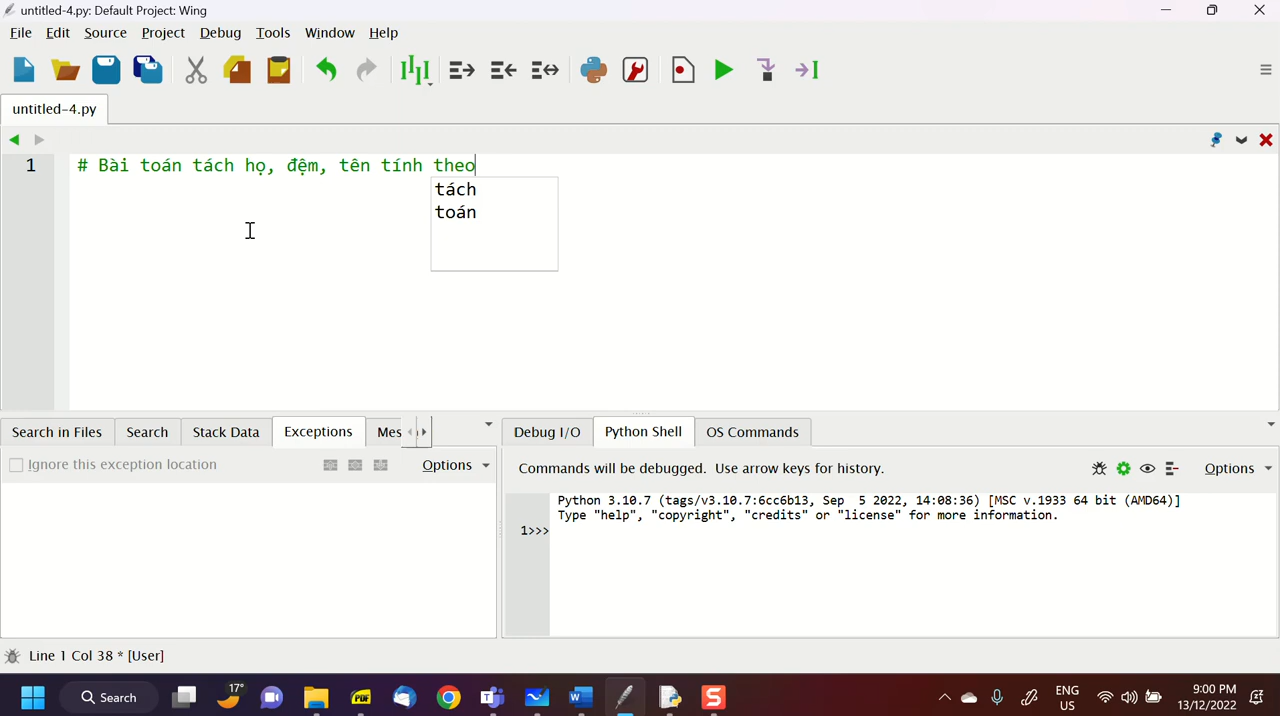 untitled-4.py: Default Project: Wing
File Edit Source Project Debug Tools Window Help
untitled-4.py
1 # Bài toán tách họ, đệm, tên tính theo
tách
toán
Search in Files Search Stack Data Exceptions Mes
Debug I/O Python Shell OS Commands
Ignore this exception location Options
Commands will be debugged. Use arrow keys for history. Options
Python 3.10.7 (tags/v3.10.7:6cc6b13, Sep 5 2022, 14:08:36) [MSC v.1933 64 bit (AMD64)]
Type "help", "copyright", "credits" or "license" for more information.
1>>>
Line 1 Col 38 * [User]
Search
17°
PDF
ENG
US
9:00 PM
13/12/2022